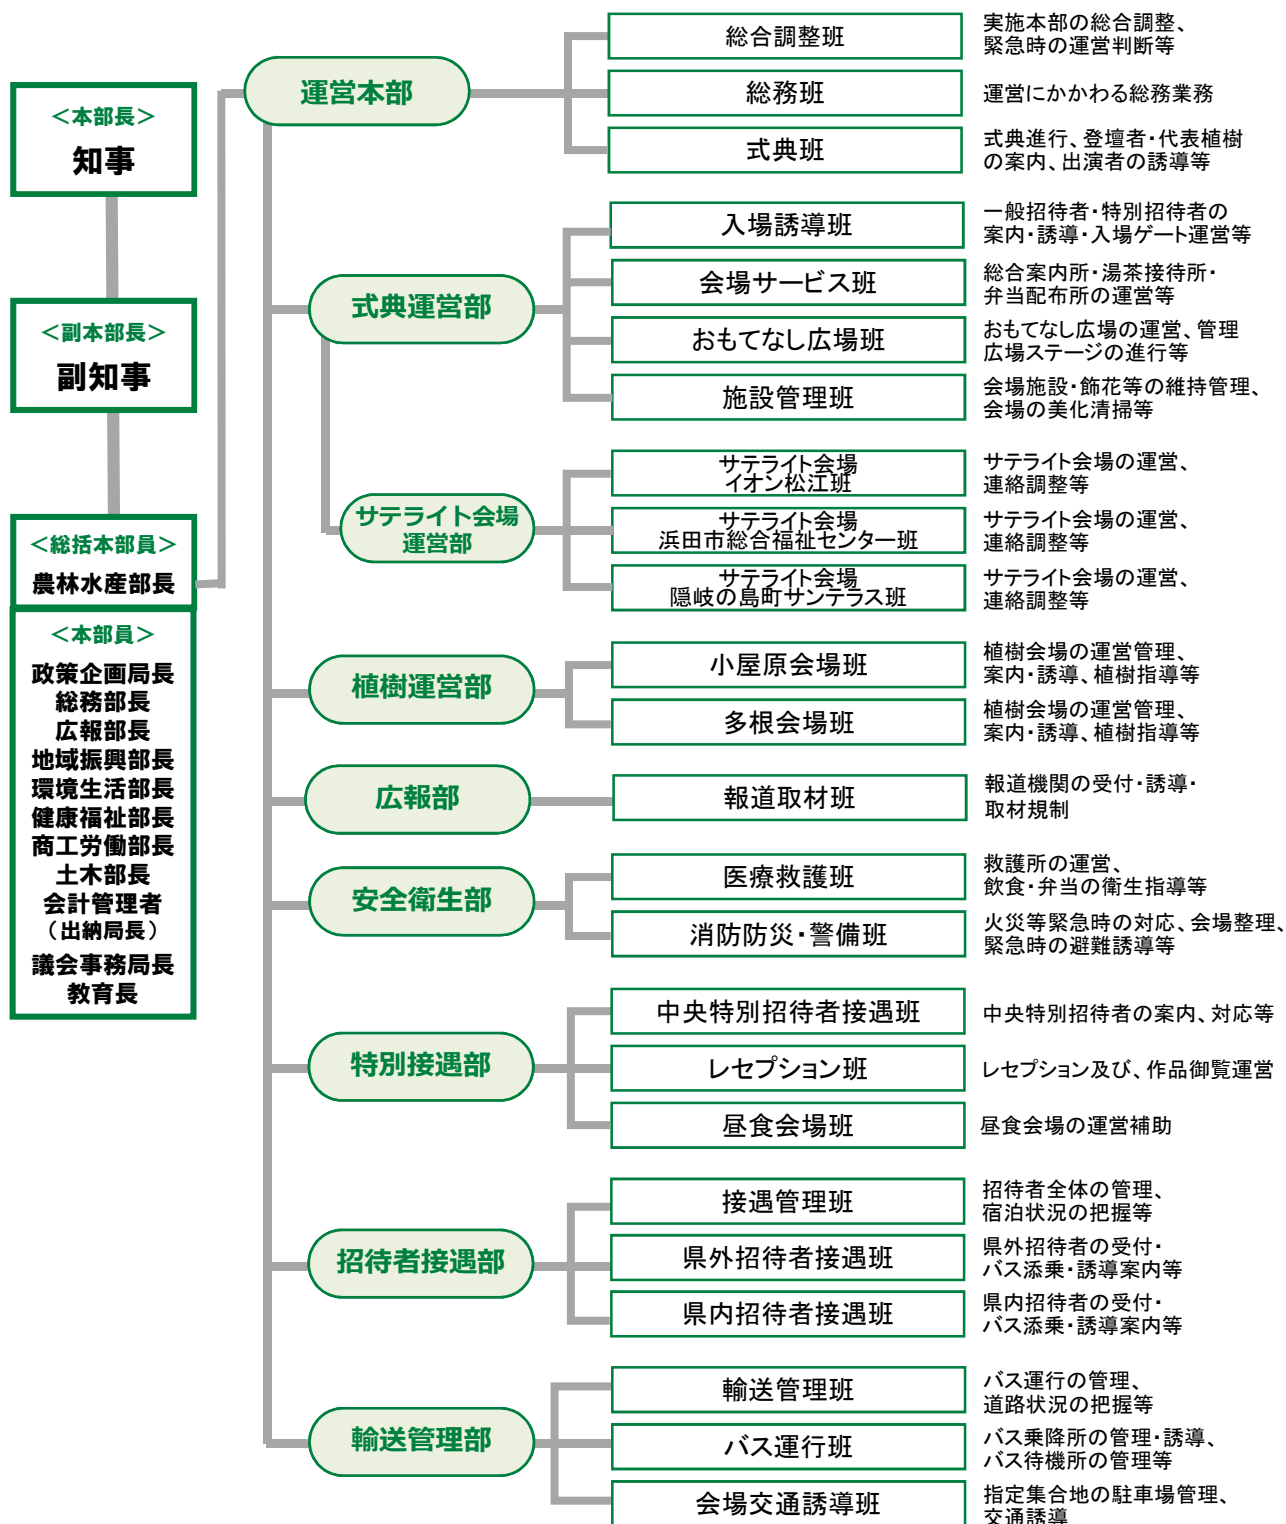 ＜本部長＞
知事
＜副本部長＞
副知事
＜総括本部員＞
農林水産部長
＜本部員＞
政策企画局長
総務部長
広報部長
地域振興部長
環境生活部長
健康福祉部長
商工労働部長
土木部長
会計管理者
（出納局長）
議会事務局長
教育長
運営本部
総合調整班
実施本部の総合調整、
緊急時の運営判断等
総務班
運営にかかわる総務業務
式典班
式典進行、登壇者・代表植樹
の案内、出演者の誘導等
式典運営部
入場誘導班
一般招待者・特別招待者の
案内・誘導・入場ゲート運営等
会場サービス班
総合案内所・湯茶接待所・
弁当配布所の運営等
おもてなし広場班
おもてなし広場の運営、管理
広場ステージの進行等
施設管理班
会場施設・飾花等の維持管理、
会場の美化清掃等
サテライト会場
運営部
サテライト会場
イオン松江班
サテライト会場の運営、
連絡調整等
サテライト会場
浜田市総合福祉センター班
サテライト会場の運営、
連絡調整等
サテライト会場
隠岐の島町サンテラス班
サテライト会場の運営、
連絡調整等
植樹運営部
小屋原会場班
植樹会場の運営管理、
案内・誘導、植樹指導等
多根会場班
植樹会場の運営管理、
案内・誘導、植樹指導等
広報部
報道取材班
報道機関の受付・誘導・
取材規制
安全衛生部
医療救護班
救護所の運営、
飲食・弁当の衛生指導等
消防防災・警備班
火災等緊急時の対応、会場整理、
緊急時の避難誘導等
特別接遇部
中央特別招待者接遇班
中央特別招待者の案内、対応等
レセプション班
レセプション及び、作品御覧運営
昼食会場班
昼食会場の運営補助
招待者接遇部
接遇管理班
招待者全体の管理、
宿泊状況の把握等
県外招待者接遇班
県外招待者の受付・
バス添乗・誘導案内等
県内招待者接遇班
県内招待者の受付・
バス添乗・誘導案内等
輸送管理部
輸送管理班
バス運行の管理、
道路状況の把握等
バス運行班
バス乗降所の管理・誘導、
バス待機所の管理等
会場交通誘導班
指定集合地の駐車場管理、
交通誘導